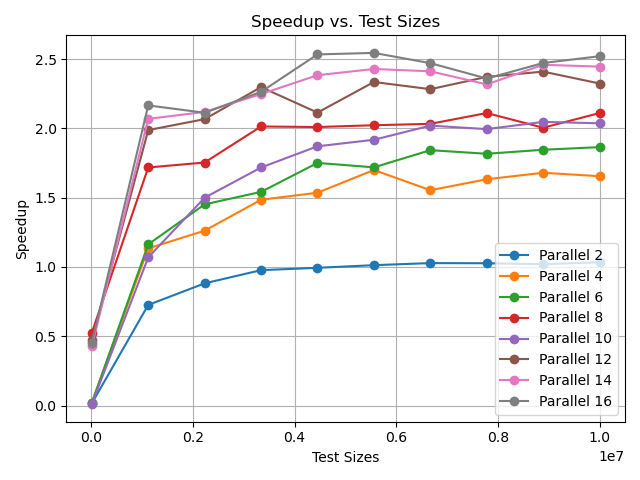 Speedup vs. Test Sizes
Speedup
2.5
2.0
1.5
1.0
0.5
0.0
Parallel 2
Parallel 4
Parallel 6
Parallel 8
Parallel 10
Parallel 12
Parallel 14
Parallel 16
0.0 0.2 0.4 0.6 0.8 1.0
1e7
Test Sizes